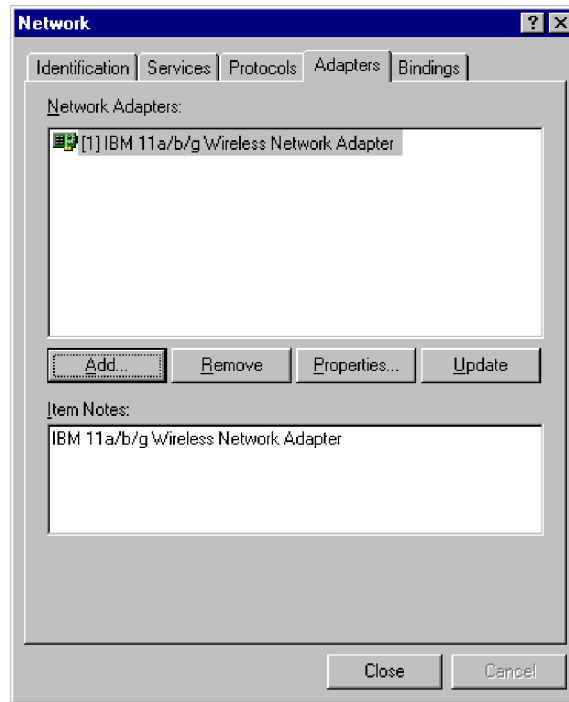 Network
Identification Services Protocols Adapters Bindings
Network Adapters:
[1] IBM 11a/b/g Wireless Network Adapter
Add... Remove Properties... Update
Item Notes:
IBM 11a/b/g Wireless Network Adapter
Close Cancel